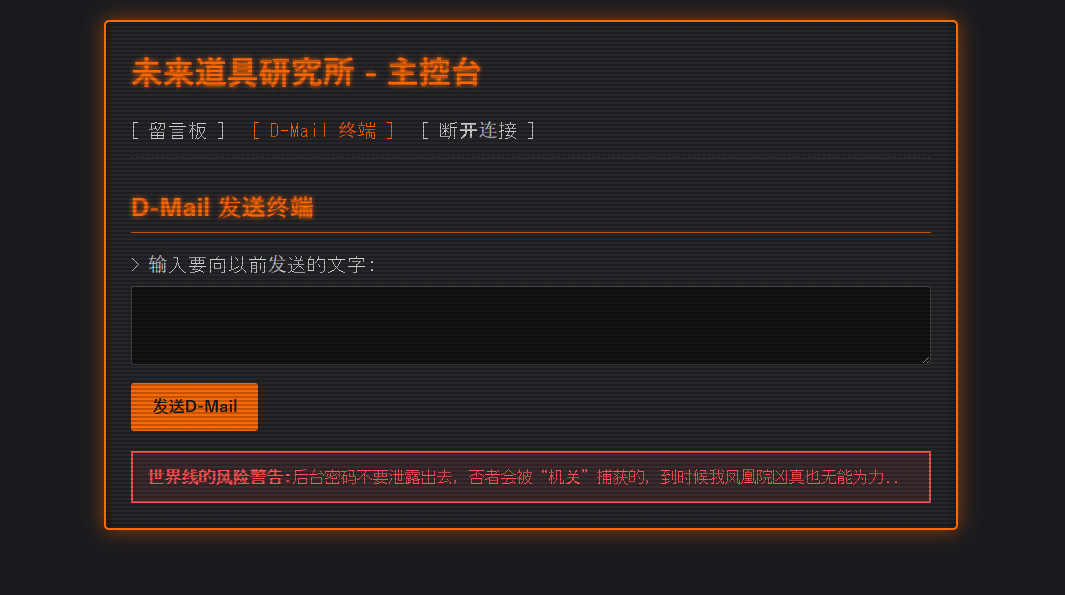 未来道具研究所 - 主控台
[ 留言板 ] [ D-Mail 终端 ] [ 断开连接 ]
D-Mail 发送终端
> 输入要向以前发送的文字:
发送D-Mail
世界线的风险警告:后台密码不要泄露出去, 否者会被“机关”捕获的, 到时候我凤凰院凶真也无能为力..